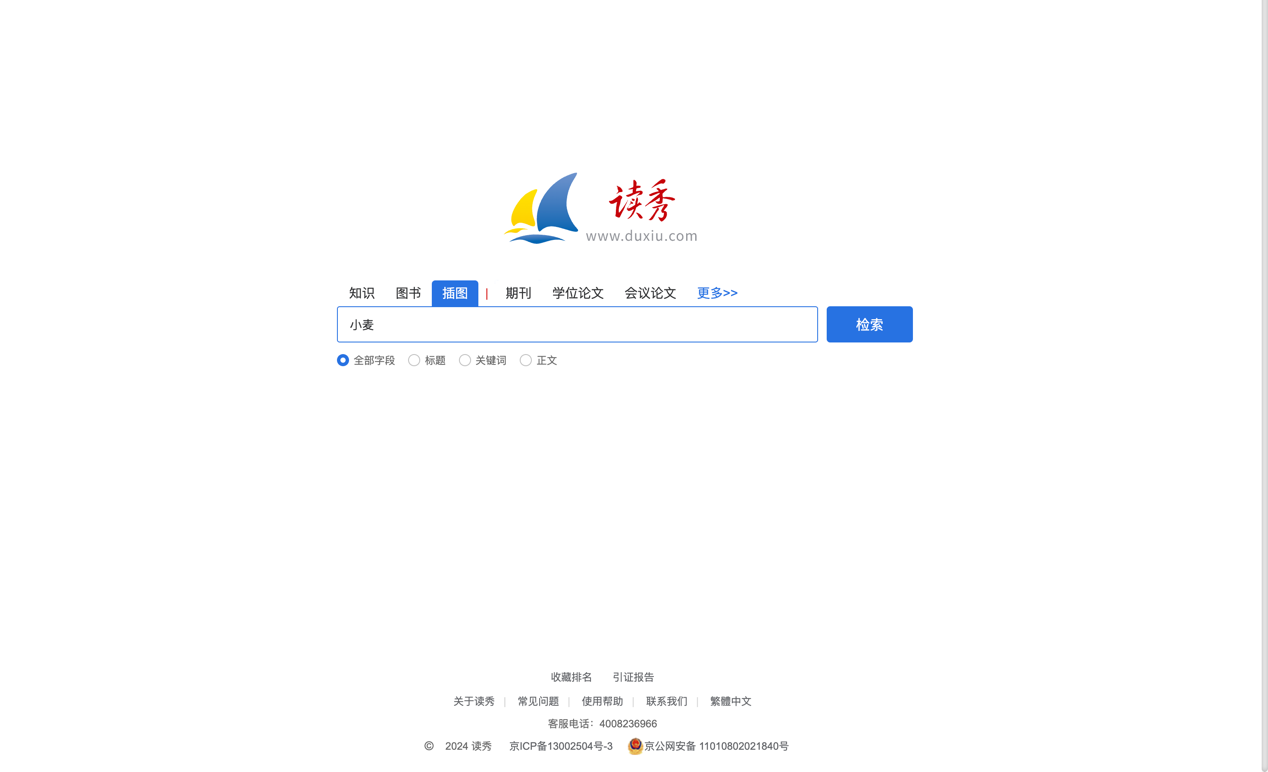 读秀
www.duxiu.com
知识 图书 插图 | 期刊 学位论文 会议论文 更多>>
小麦 检索
全部字段 标题 关键词 正文
收藏排名 引证报告
关于读秀 | 常见问题 | 使用帮助 | 联系我们 | 繁體中文
客服电话：4008236966
© 2024 读秀 京ICP备13002504号-3 京公网安备 11010802021840号